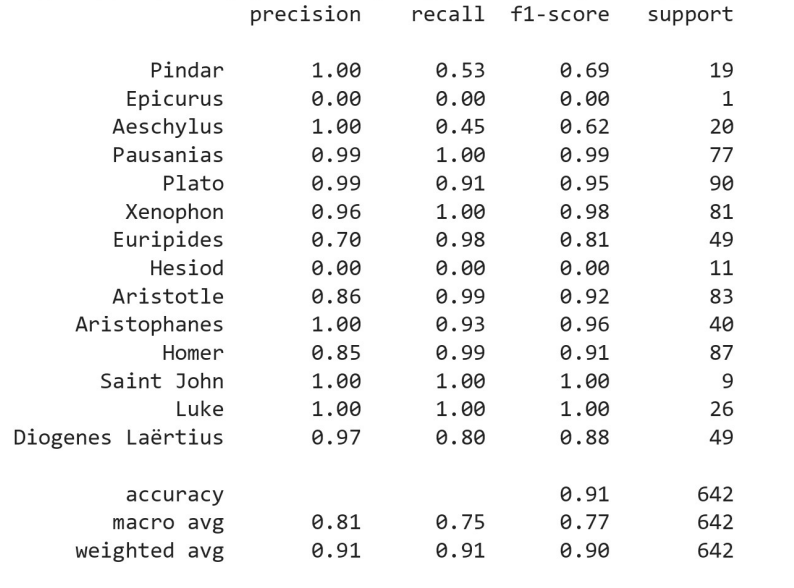 precision recall f1-score support
Pindar 1.00 0.53 0.69 19
Epicurus 0.00 0.00 0.00 1
Aeschylus 1.00 0.45 0.62 20
Pausanias 0.99 1.00 0.99 77
Plato 0.99 0.91 0.95 90
Xenophon 0.96 1.00 0.98 81
Euripides 0.70 0.98 0.81 49
Hesiod 0.00 0.00 0.00 11
Aristotle 0.86 0.99 0.92 83
Aristophanes 1.00 0.93 0.96 40
Homer 0.85 0.99 0.91 87
Saint John 1.00 1.00 1.00 9
Luke 1.00 1.00 1.00 26
Diogenes Laërtius 0.97 0.80 0.88 49
accuracy 0.91 642
macro avg 0.81 0.75 0.77 642
weighted avg 0.91 0.91 0.90 642